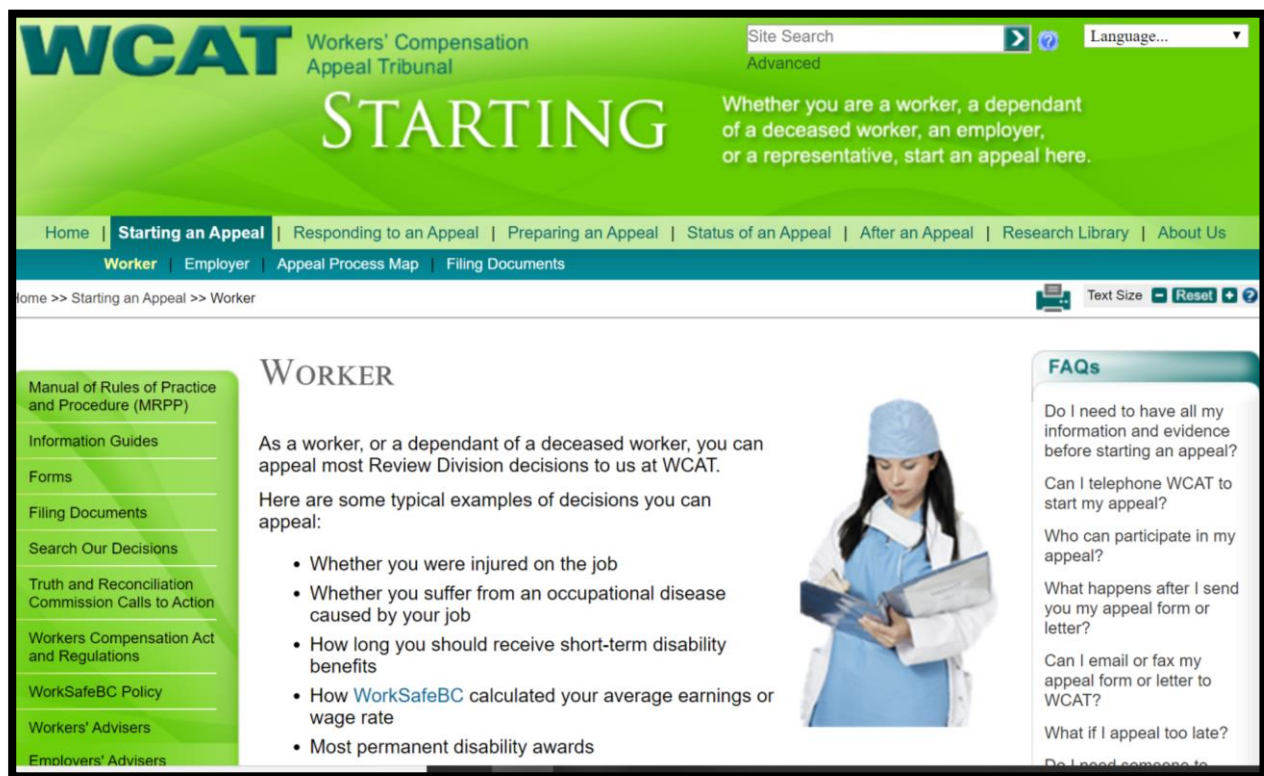 WCAT
Workers' Compensation
Appeal Tribunal
Site Search
Language...
Advanced
STARTING
Whether you are a worker, a dependant
of a deceased worker, an employer,
or a representative, start an appeal here.
Home | Starting an Appeal | Responding to an Appeal | Preparing an Appeal | Status of an Appeal | After an Appeal | Research Library | About Us
Worker | Employer | Appeal Process Map | Filing Documents
Home >> Starting an Appeal >> Worker
Text Size - Reset + ?
Manual of Rules of Practice
and Procedure (MRPP)
Information Guides
Forms
Filing Documents
Search Our Decisions
Truth and Reconciliation
Commission Calls to Action
Workers Compensation Act
and Regulations
WorkSafeBC Policy
Workers' Advisers
Employers' Advisers
WORKER
As a worker, or a dependant of a deceased worker, you can
appeal most Review Division decisions to us at WCAT.
Here are some typical examples of decisions you can
appeal:
• Whether you were injured on the job
• Whether you suffer from an occupational disease
caused by your job
• How long you should receive short-term disability
benefits
• How WorkSafeBC calculated your average earnings or
wage rate
• Most permanent disability awards
FAQs
Do I need to have all my
information and evidence
before starting an appeal?
Can I telephone WCAT to
start my appeal?
Who can participate in my
appeal?
What happens after I send
you my appeal form or
letter?
Can I email or fax my
appeal form or letter to
WCAT?
What if I appeal too late?
Do I need someone to